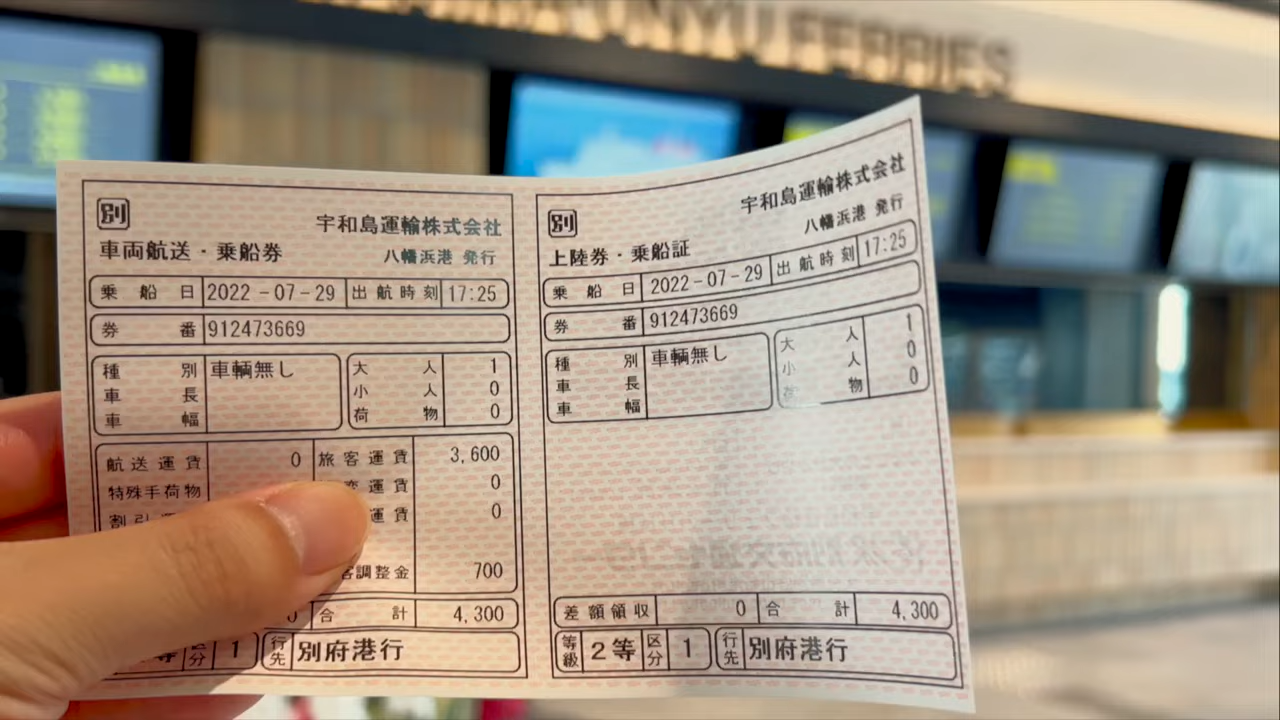 UNYU FERRIES
別
宇和島運輸株式会社
車両航送・乗船券
八幡浜港 発行
乗船日 2022-07-29 出航時刻 17:25
券番 912473669
種別 車輌無し 大人 1
車長 小人 0
車幅 荷物 0
航送運賃 0 旅客運賃 3,600
特殊手荷物 運賃 0
割引 運賃 0
調整金 700
0 合計 4,300
等 区分 1 行先 別府港行
別
宇和島運輸株式会社
八幡浜港 発行
上陸券・乗船証
乗船日 2022-07-29 出航時刻 17:25
券番 912473669
種別 車輌無し 大人 1
車長 小人 0
車幅 荷物 0
差額領収 0 合計 4,300
等級 2等 区分 1 行先 別府港行